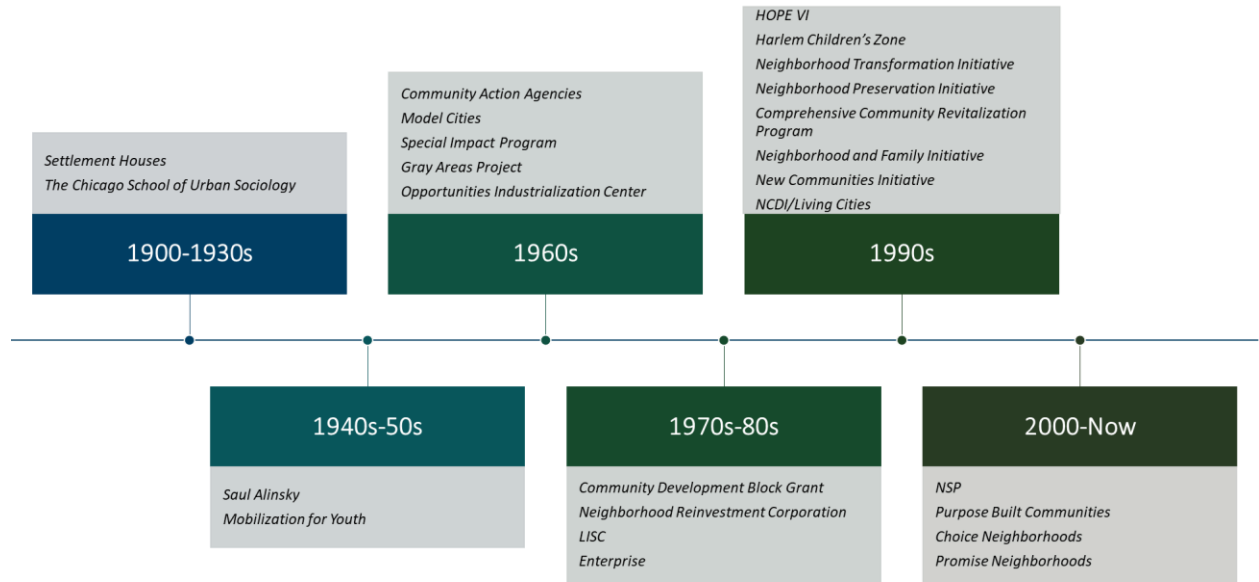 Settlement Houses
The Chicago School of Urban Sociology
1900-1930s
Saul Alinsky
Mobilization for Youth
1940s-50s
Community Action Agencies
Model Cities
Special Impact Program
Gray Areas Project
Opportunities Industrialization Center
1960s
1970s-80s
Community Development Block Grant
Neighborhood Reinvestment Corporation
LISC
Enterprise
HOPE VI
Harlem Children's Zone
Neighborhood Transformation Initiative
Neighborhood Preservation Initiative
Comprehensive Community Revitalization
Program
Neighborhood and Family Initiative
New Communities Initiative
NCDI/Living Cities
1990s
2000-Now
NSP
Purpose Built Communities
Choice Neighborhoods
Promise Neighborhoods